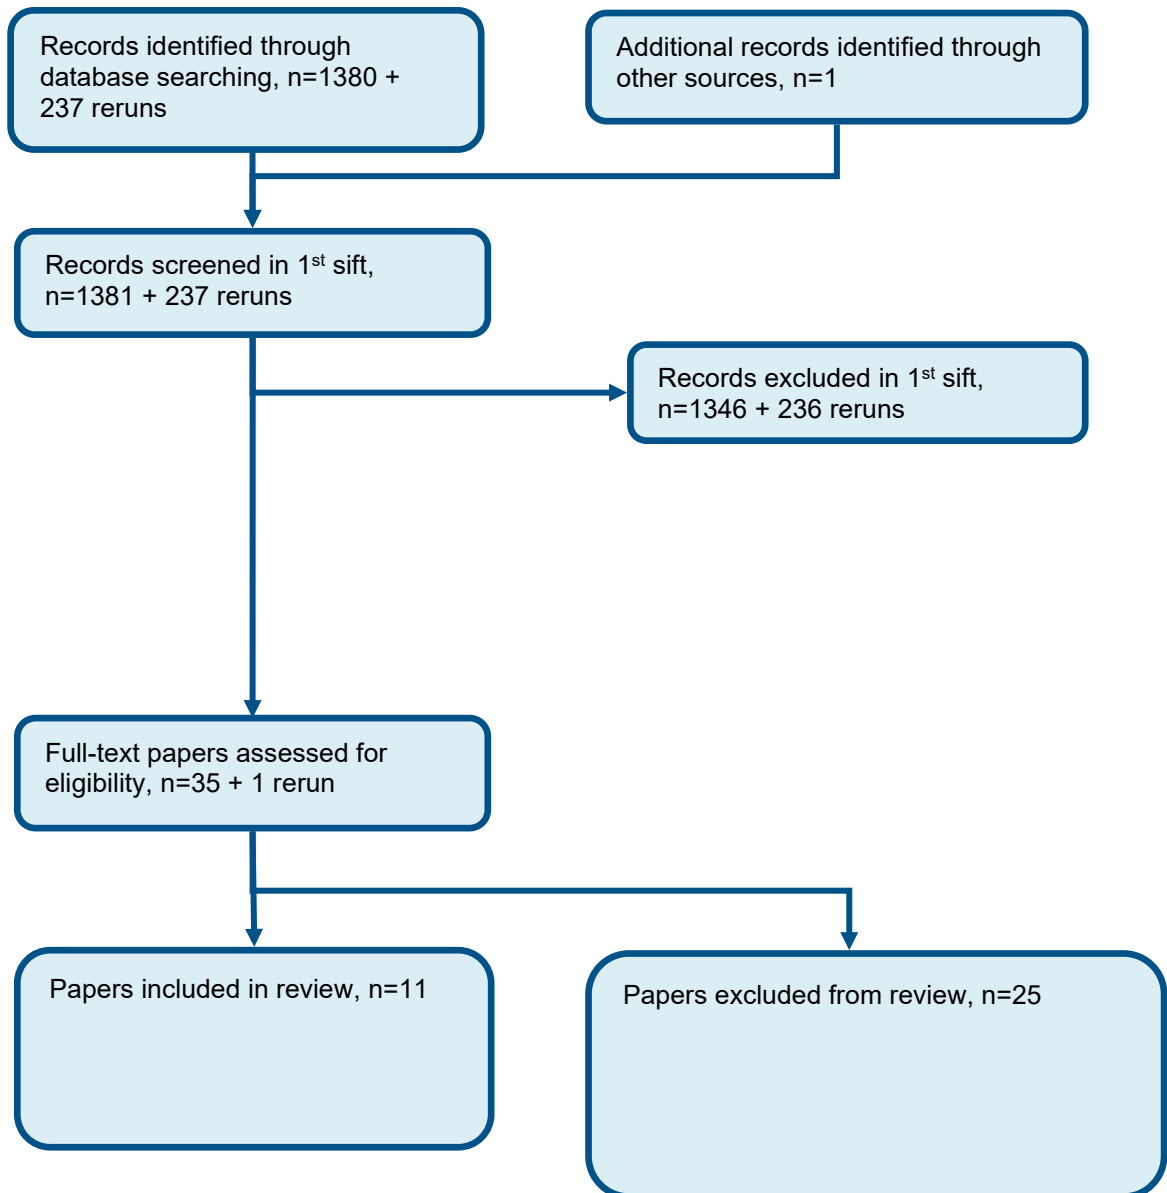 Records identified through
database searching, n=1380 +
237 reruns
Additional records identified through
other sources, n=1
Records screened in 1st sift,
n=1381 + 237 reruns
Records excluded in 1st sift,
n=1346 + 236 reruns
Full-text papers assessed for
eligibility, n=35 + 1 rerun
Papers included in review, n=11
Papers excluded from review, n=25